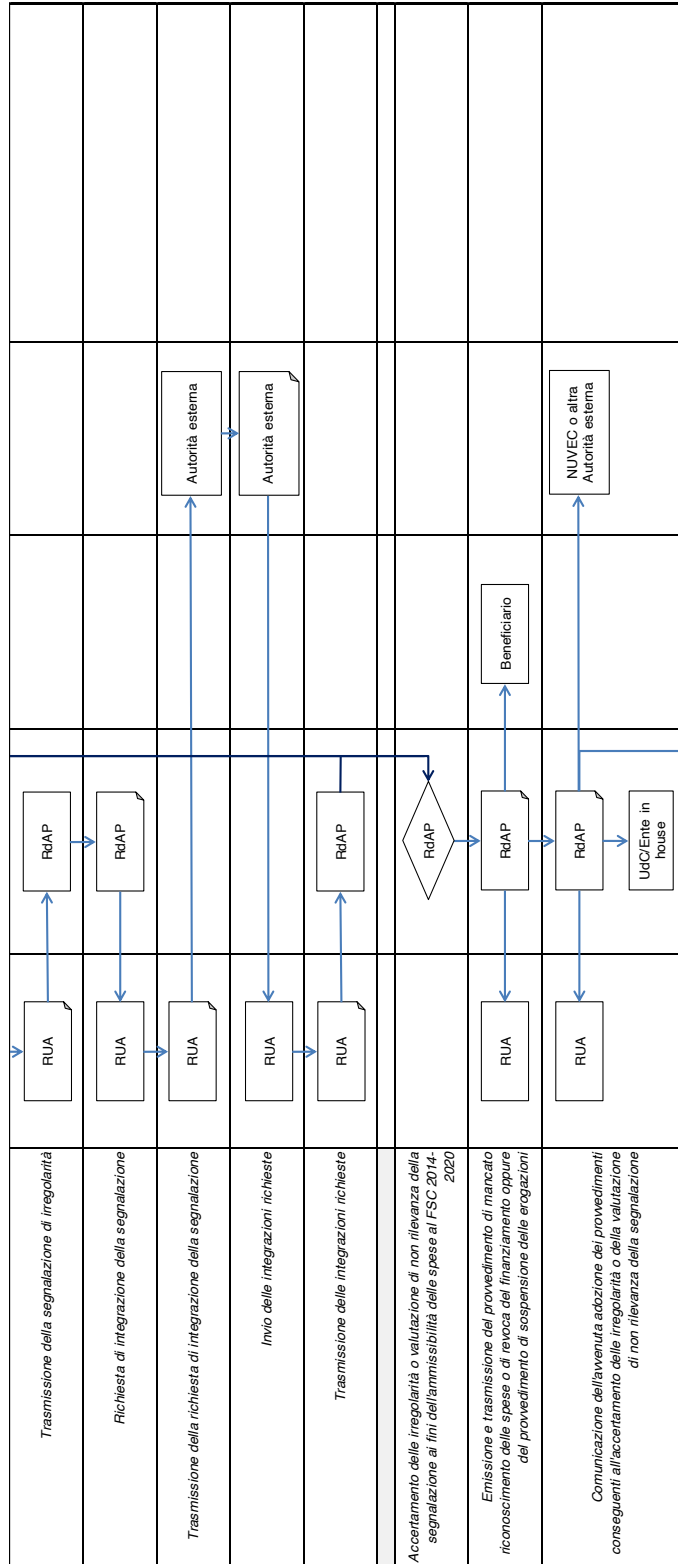 Trasmissione della segnalazione di irregolarità
RUA
RdAP
Richiesta di integrazione della segnalazione
RUA
RdAP
Trasmissione della richiesta di integrazione della segnalazione
RUA
Autorità esterna
Invio delle integrazioni richieste
RUA
Autorità esterna
Trasmissione delle integrazioni richieste
RUA
RdAP
Accertamento delle irregolarità o valutazione di non rilevanza della
segnalazione ai fini dell'ammissibilità delle spese al FSC 2014-
2020
RdAP
Emissione e trasmissione del provvedimento di mancato
riconoscimento delle spese o di revoca del finanziamento oppure
del provvedimento di sospensione delle erogazioni
RUA
RdAP
Beneficiario
Comunicazione dell'avvenuta adozione dei provvedimenti
conseguenti all'accertamento delle irregolarità o della valutazione
di non rilevanza della segnalazione
RUA
RdAP
UdC/Ente in
house
NUVEC o altra
Autorità esterna